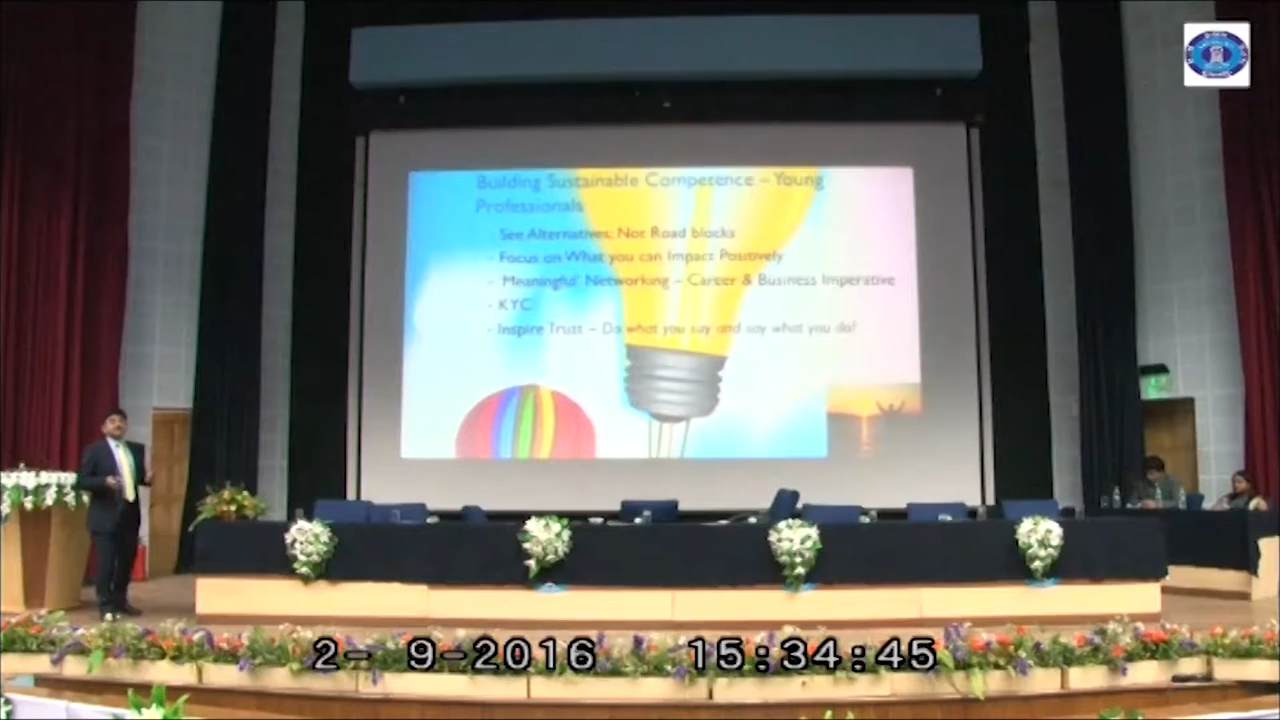 Building Sustainable Competence – Young
Professionals
- See Alternatives; Not Road blocks
- Focus on What you can Impact Positively
- 'Meaningful' Networking – Career & Business Imperative
- KYC
- Inspire Trust – Do what you say and say what you do!
2- 9-2016 15:34:45